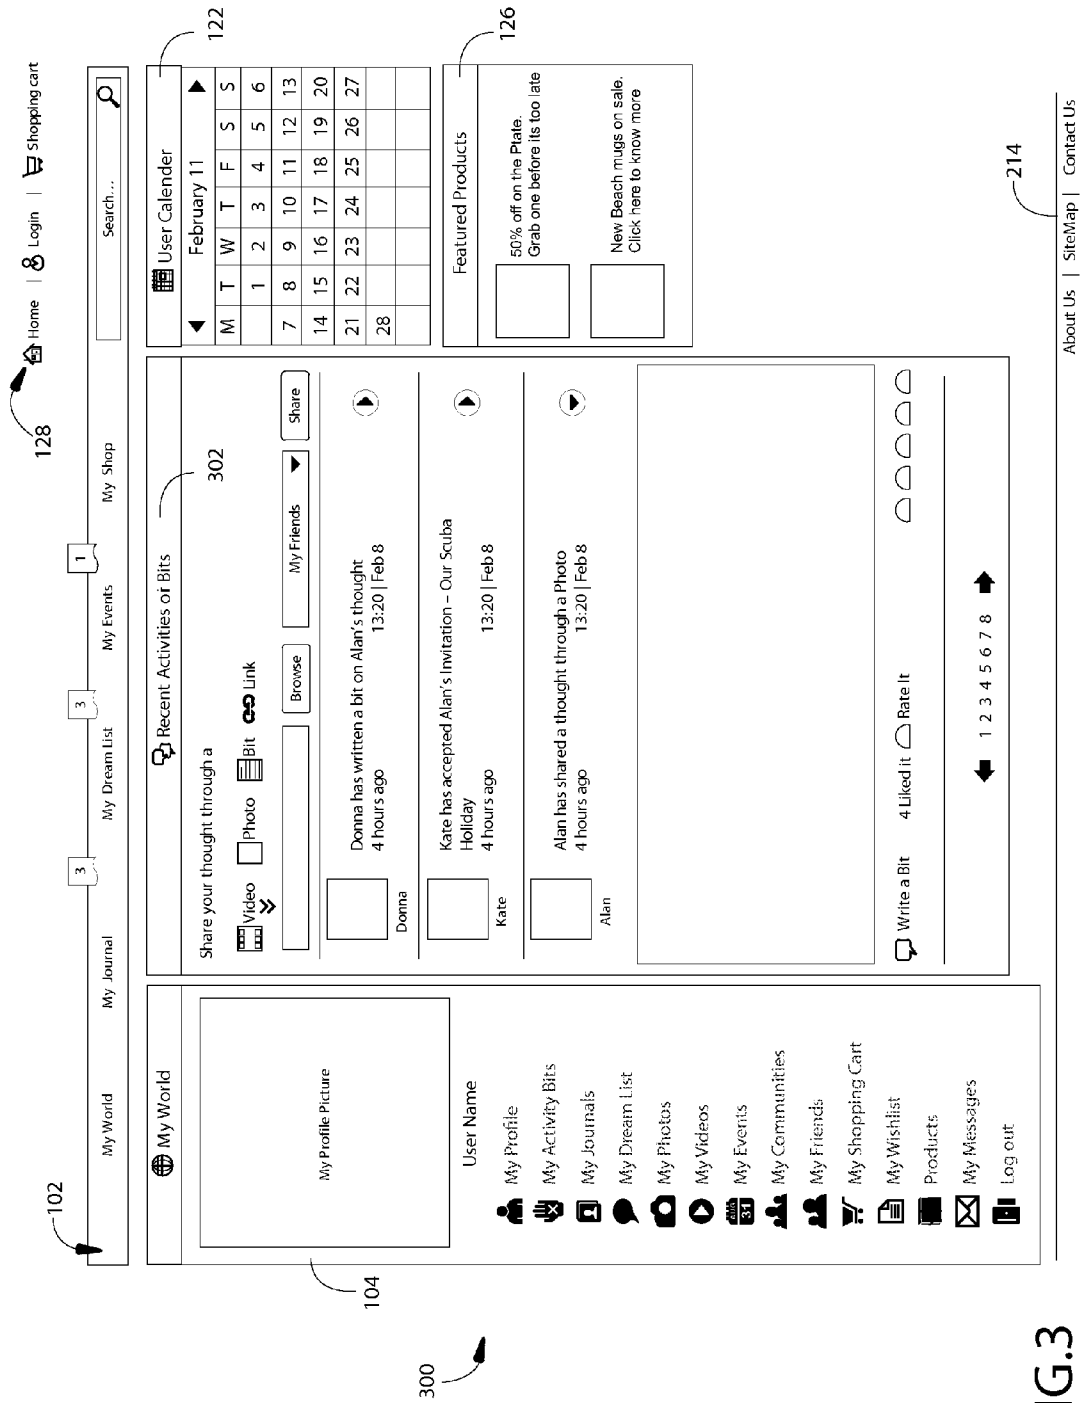 128
Home | Login | Shopping cart
102
3
3
1
My World
My Journal
My Dream List
My Events
My Shop
Search...
My World
104
My Profile Picture
User Name
My Profile
My Activity Bits
My Journals
My Dream List
My Photos
My Videos
My Events
31
My Communities
My Friends
My Shopping Cart
My Wishlist
Products
My Messages
Log out
Recent Activities or Bits
302
Share your thought through a
Video Photo Bit Link
Browse My Friends Share
Donna has written a bit on Alan's thought
4 hours ago 13:20 | Feb 8
Donna
Kate has accepted Alan's Invitation – Our Scuba
Holiday
4 hours ago 13:20 | Feb 8
Kate
Alan has shared a thought through a Photo
4 hours ago 13:20 | Feb 8
Alan
Write a Bit 4 Liked it Rate It
1 2 3 4 5 6 7 8
122
User Calender
February 11
M T W T F S S
1 2 3 4 5 6
7 8 9 10 11 12 13
14 15 16 17 18 19 20
21 22 23 24 25 26 27
28
126
Featured Products
50% off on the Plate.
Grab one before its too late
New Beach mugs on sale.
Click here to know more
214
About Us | SiteMap | Contact Us
300
IG.3